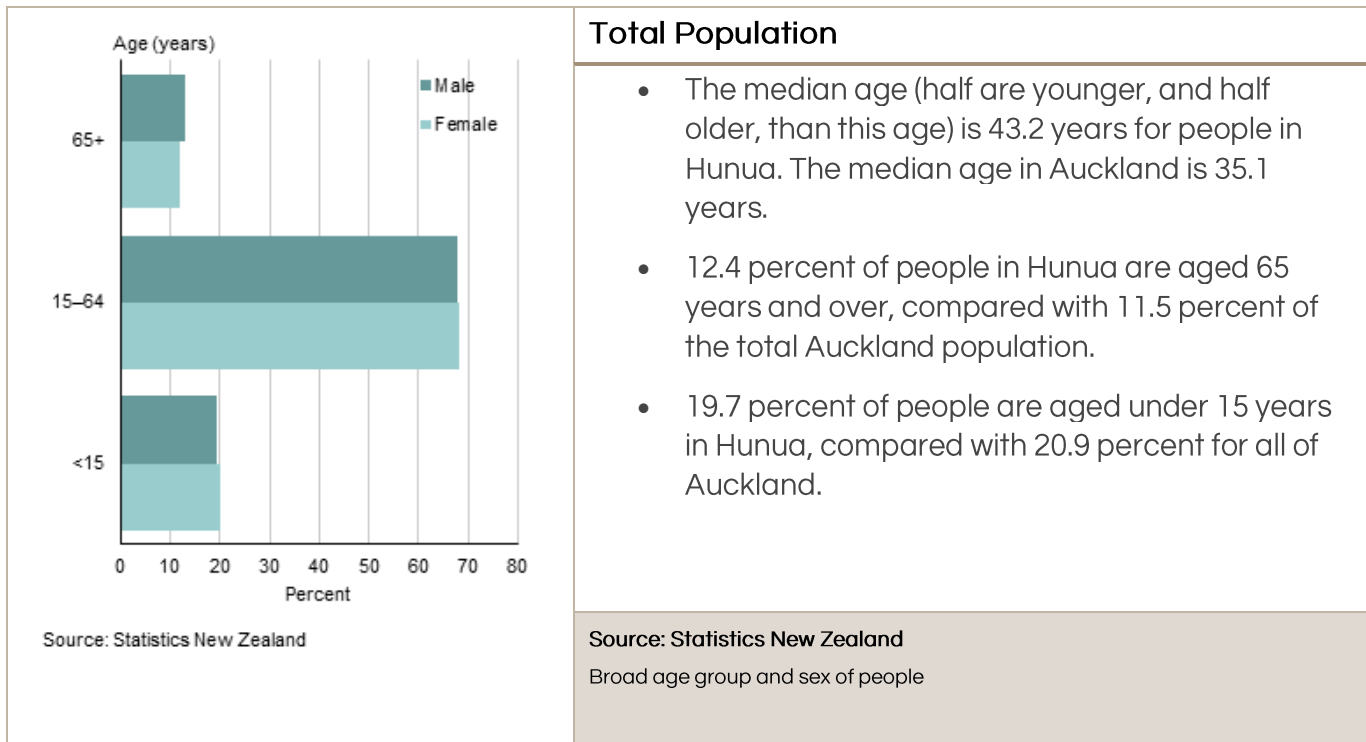 Age (years)
Male
Female
65+
15–64
<15
0 10 20 30 40 50 60 70 80
Percent
Source: Statistics New Zealand
Total Population
• The median age (half are younger, and half
older, than this age) is 43.2 years for people in
Hunua. The median age in Auckland is 35.1
years.
• 12.4 percent of people in Hunua are aged 65
years and over, compared with 11.5 percent of
the total Auckland population.
• 19.7 percent of people are aged under 15 years
in Hunua, compared with 20.9 percent for all of
Auckland.
Source: Statistics New Zealand
Broad age group and sex of people